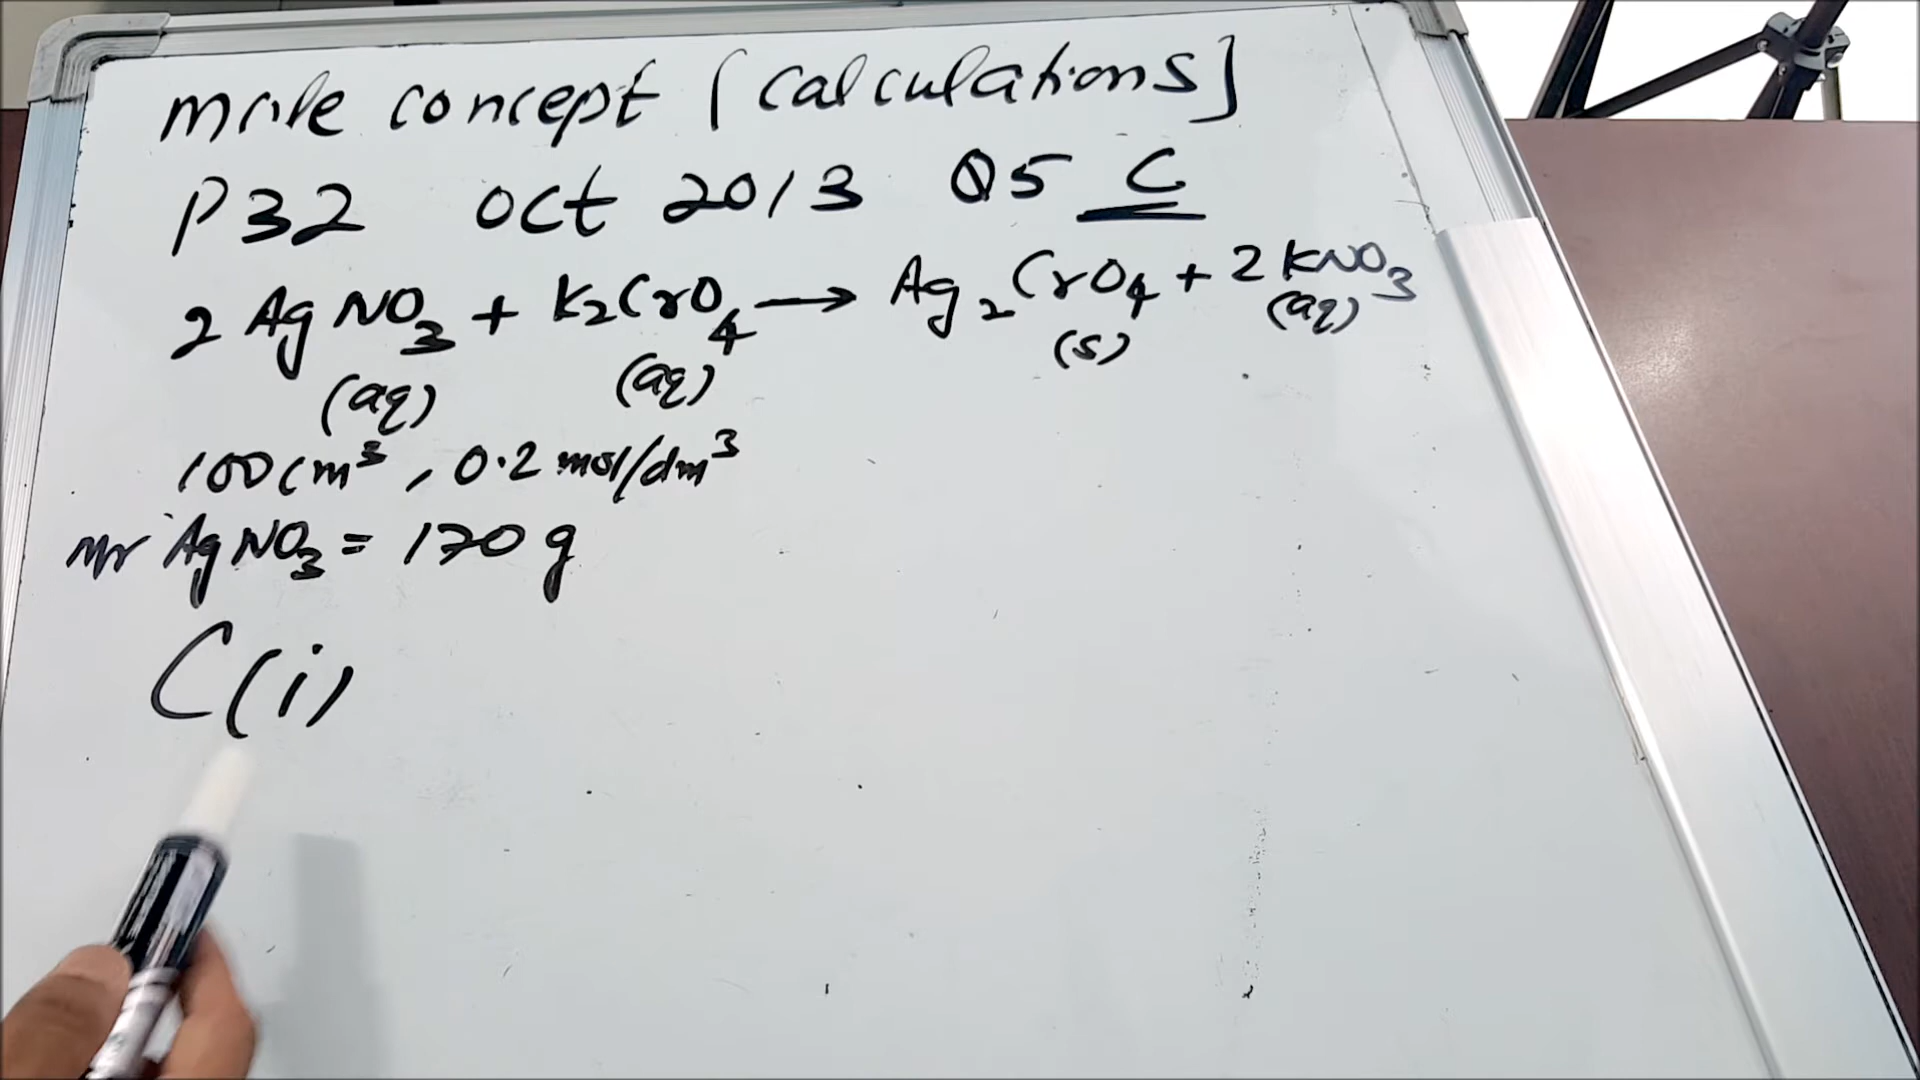 Mole concept [calculations]
P32 Oct 2013 Q5 C
2 AgNO₃ + K₂CrO₄ → Ag₂CrO₄ + 2 KNO₃
(aq) (aq) (s) (aq)
100 cm³, 0.2 mol/dm³
Mr AgNO₃ = 170 g
C(i)